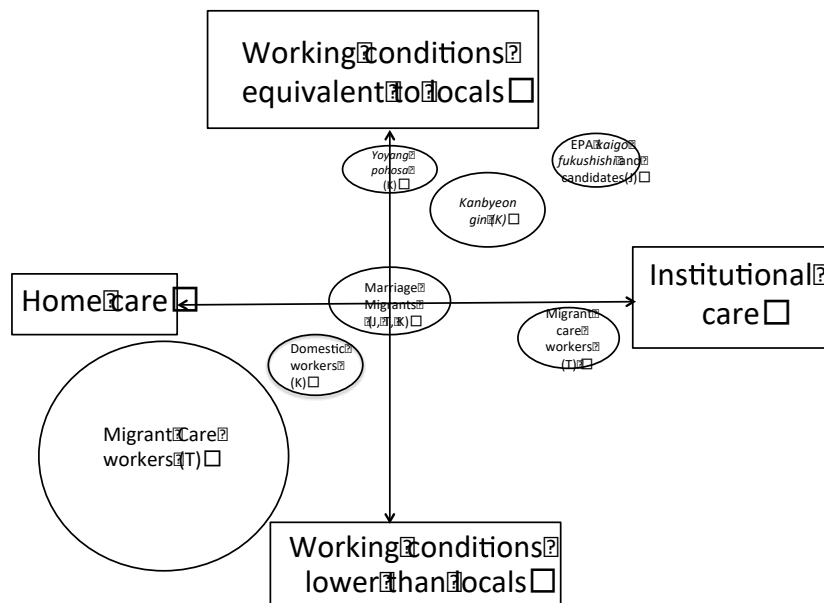 Working conditions
equivalent to locals
Yoyang
pohosa
(K)
EPA kaigo
fukushishi and
candidates(J)
Kanbyeon
gin (K)
Home care
Marriage
Migrants
(J, T, K)
Institutional
care
Migrant
care
workers
(T)
Domestic
workers
(K)
Migrant Care
workers (T)
Working conditions
lower than locals